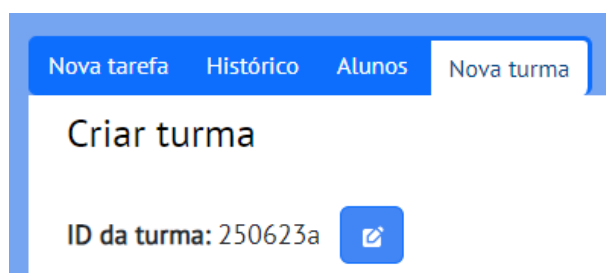 Nova tarefa Histórico Alunos Nova turma
Criar turma
ID da turma: 250623a